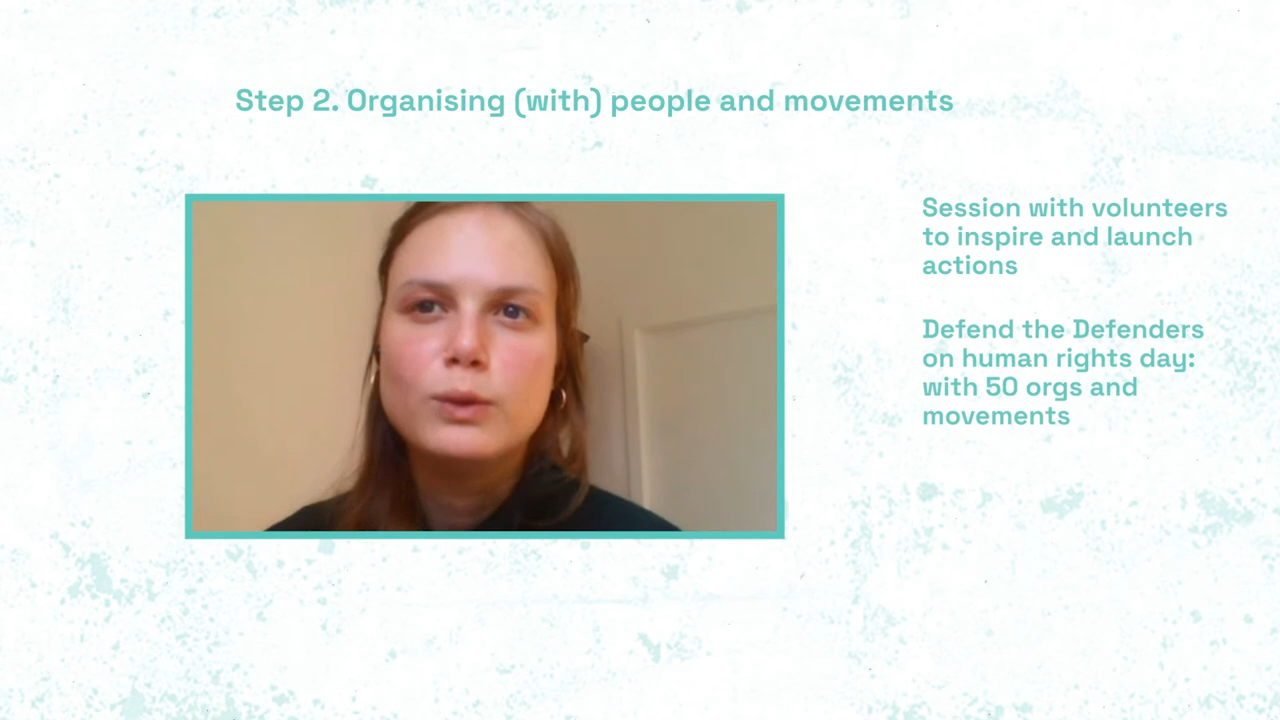 Step 2. Organising (with) people and movements
Session with volunteers
to inspire and launch
actions
Defend the Defenders
on human rights day:
with 50 orgs and
movements